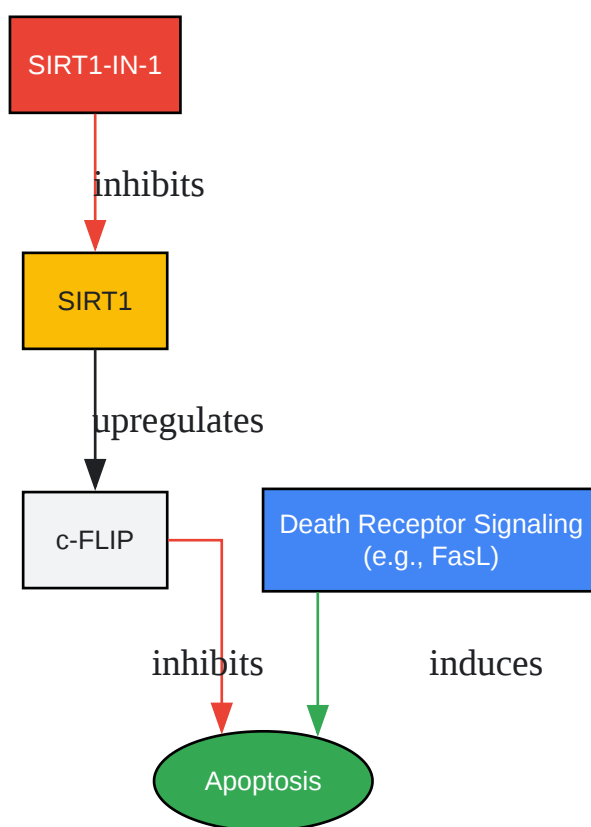 SIRT1-IN-1
inhibits
SIRT1
upregulates
c-FLIP
Death Receptor Signaling
(e.g., FasL)
inhibits
induces
Apoptosis